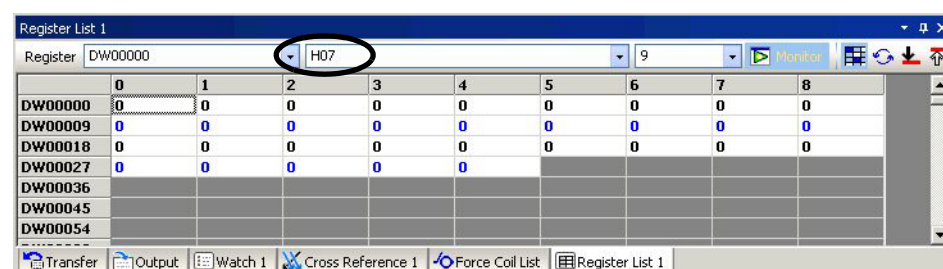 Register List 1
Register DW00000 H07 9 Monitor
0 1 2 3 4 5 6 7 8
DW00000 0 0 0 0 0 0 0 0 0
DW00009 0 0 0 0 0 0 0 0 0
DW00018 0 0 0 0 0 0 0 0 0
DW00027 0 0 0 0 0
DW00036
DW00045
DW00054
Transfer Output Watch 1 Cross Reference 1 Force Coil List Register List 1